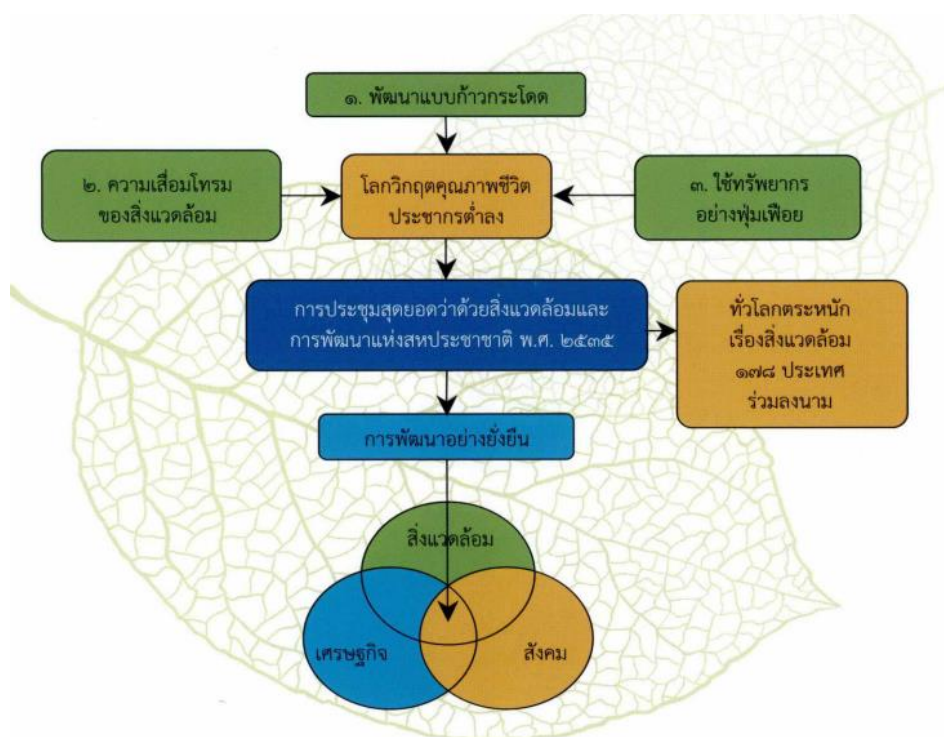 ๑. พัฒนาแบบก้าวกระโดด
๒. ความเสื่อมโทรม
ของสิ่งแวดล้อม
โลกวิกฤตคุณภาพชีวิต
ประชากรต่ำลง
๓. ใช้ทรัพยากร
อย่างฟุ่มเฟือย
การประชุมสุดยอดว่าด้วยสิ่งแวดล้อมและ
การพัฒนาแห่งสหประชาชาติ พ.ศ. ๒๕๓๕
ทั่วโลกตระหนัก
เรื่องสิ่งแวดล้อม
๑๗๘ ประเทศ
ร่วมลงนาม
การพัฒนาอย่างยั่งยืน
สิ่งแวดล้อม
เศรษฐกิจ
สังคม